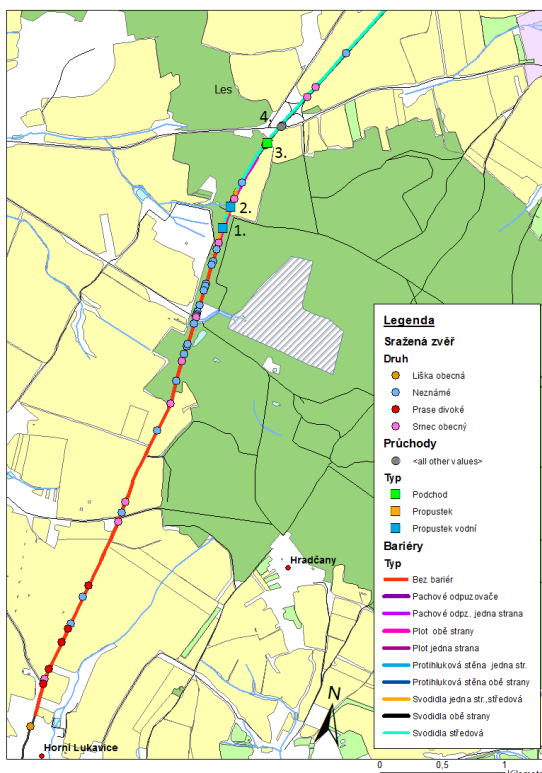 Les
4.
3.
2.
1.
Hradčany
Horní Lukavice
N
Legenda
Sražená zvěř
Druh
Liška obecná
Neznámé
Prase divoké
Srnec obecný
Průchody
<all other values>
Typ
Podchod
Propustek
Propustek vodní
Bariéry
Typ
Bez bariér
Pachové odpuzovače
Pachové odpz. jedna strana
Plot obě strany
Plot jedna strana
Protihluková stěna jedna str.
Protihluková stěna obě strany
Svodidla jedna str.,středová
Svodidla obě strany
Svodidla středová
0 0,5 1